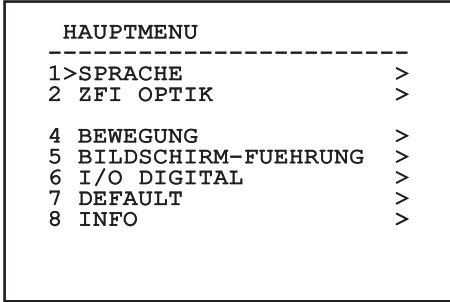 HAUPTMENU
-------------------------
1>SPRACHE >
2 ZFI OPTIK >
4 BEWEGUNG >
5 BILDSCHIRM-FUEHRUNG >
6 I/O DIGITAL >
7 DEFAULT >
8 INFO >